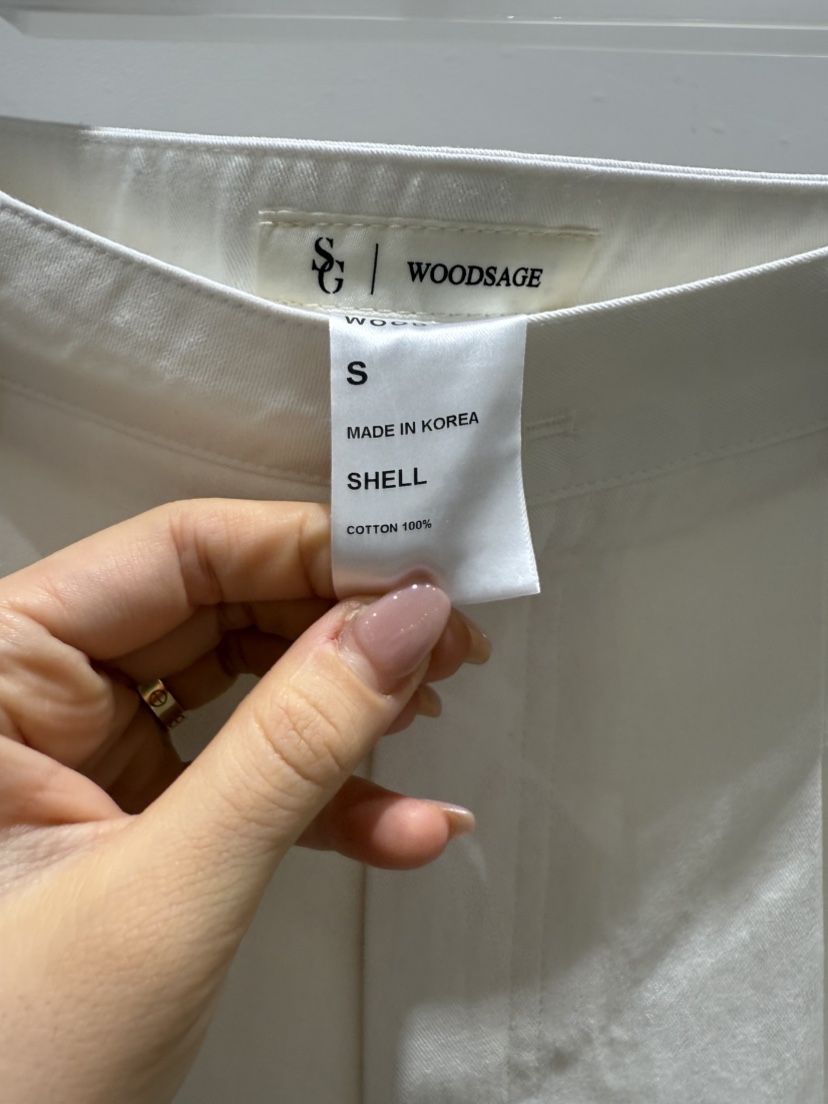 SG | WOODSAGE
S
MADE IN KOREA
SHELL
COTTON 100%